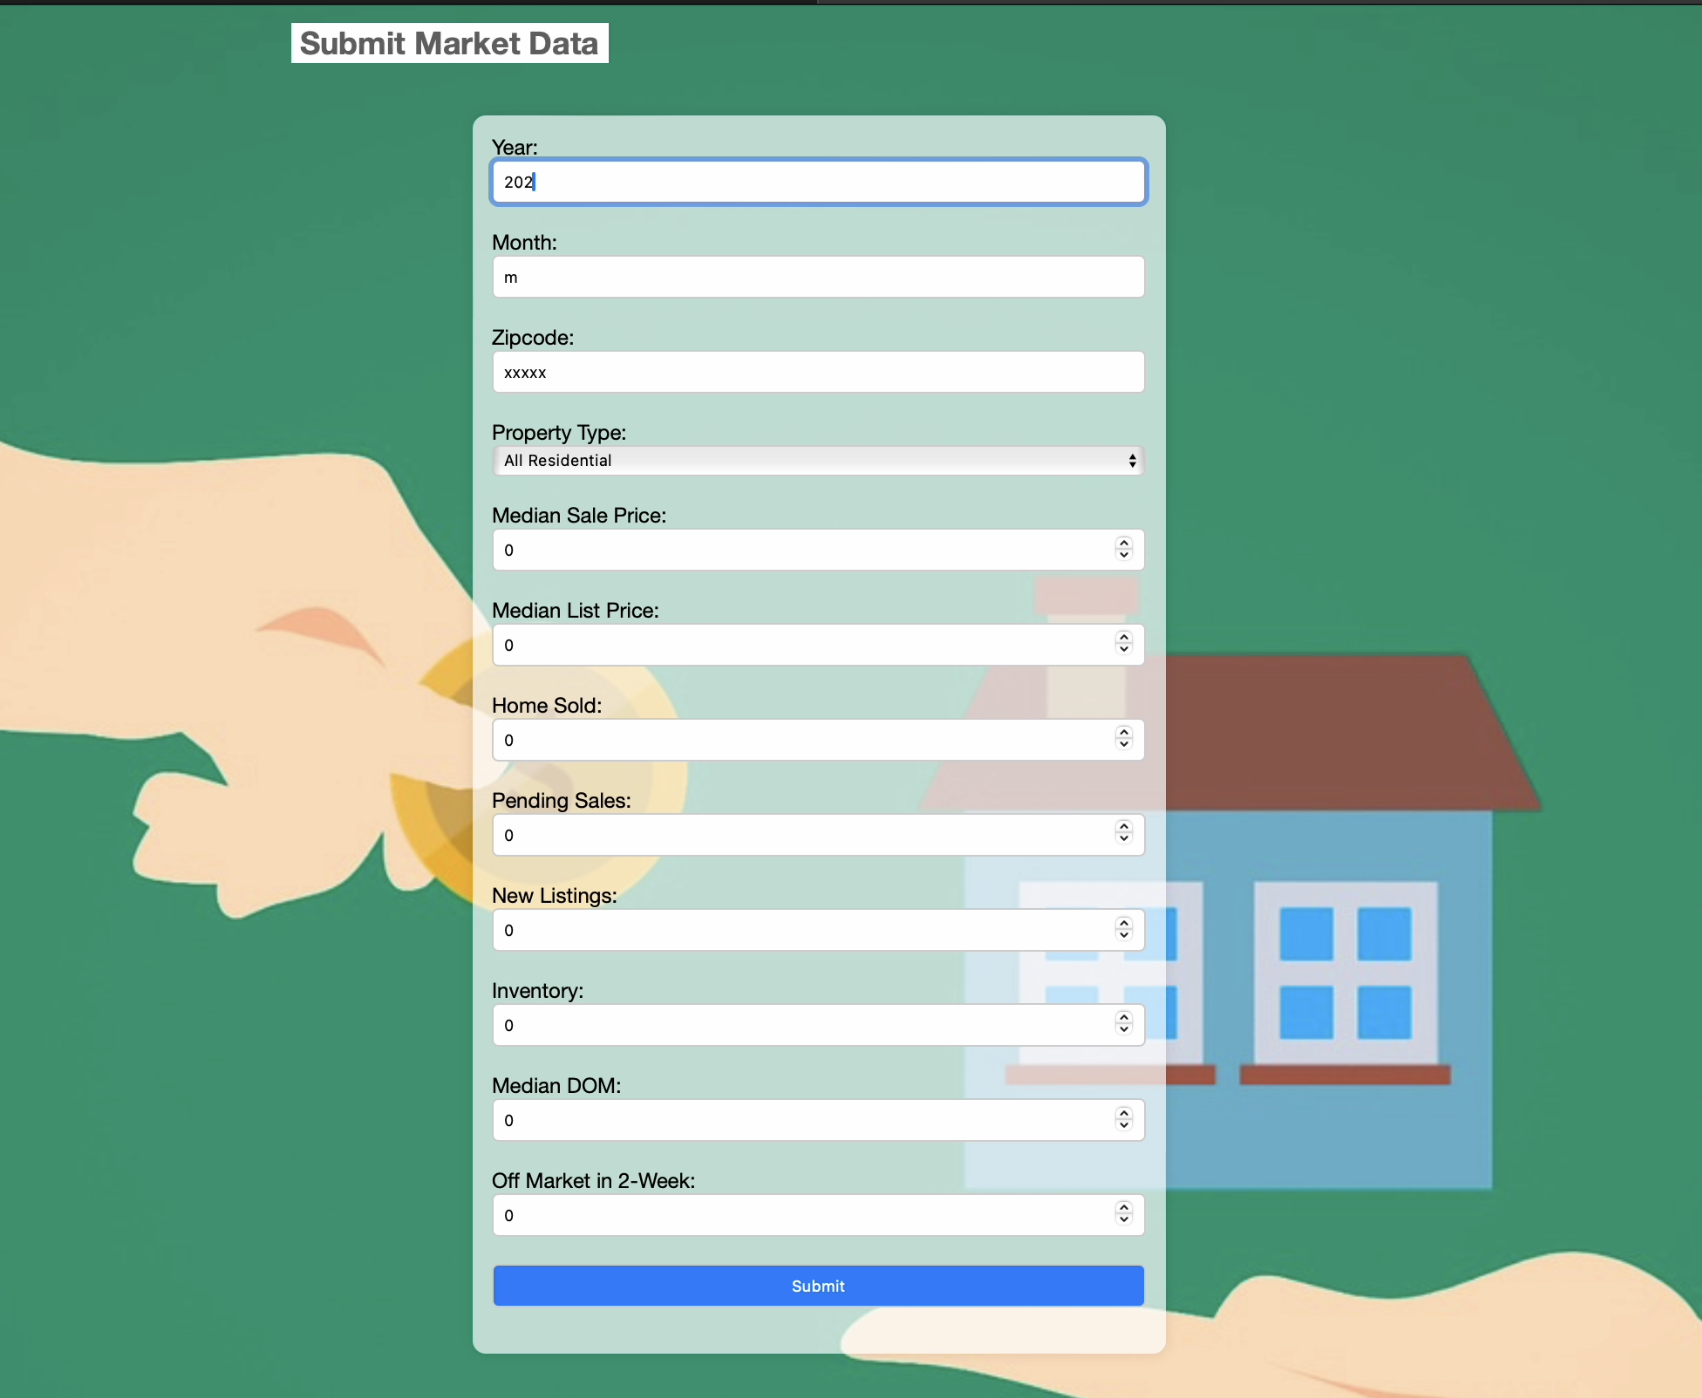 Submit Market Data
Year:
202
Month:
m
Zipcode:
xxxxx
Property Type:
All Residential
Median Sale Price:
0
Median List Price:
0
Home Sold:
0
Pending Sales:
0
New Listings:
0
Inventory:
0
Median DOM:
0
Off Market in 2-Week:
0
Submit